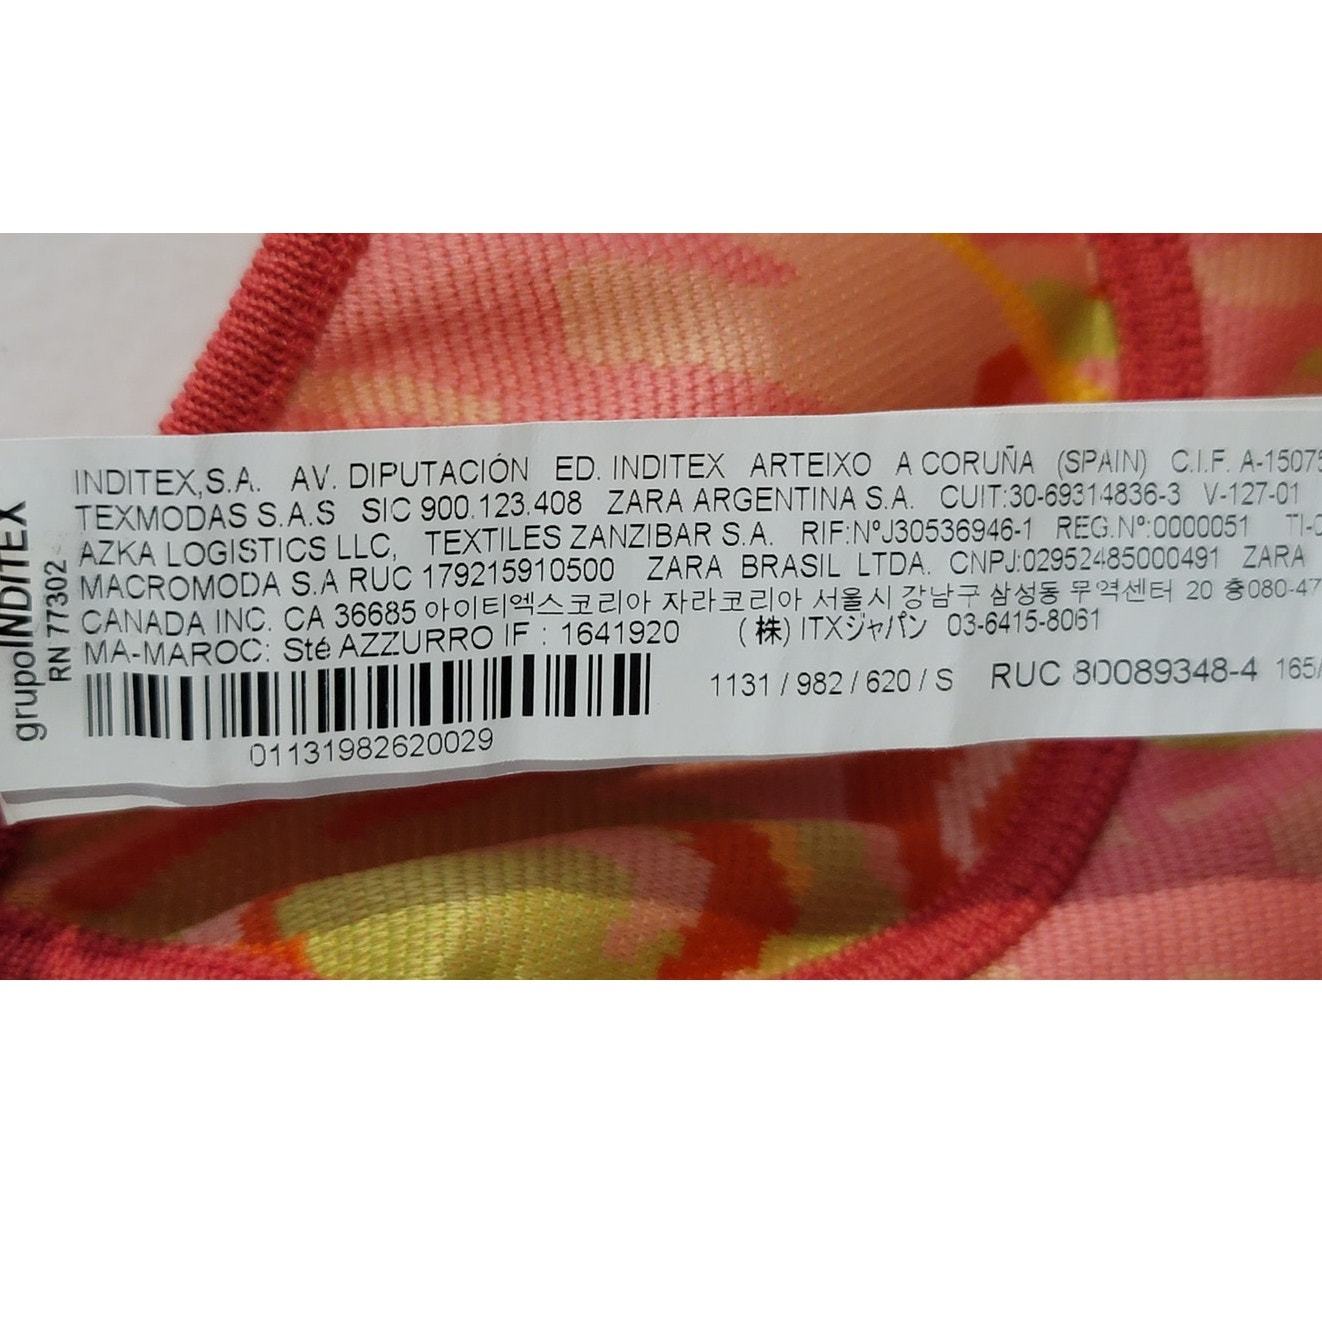 grupoINDITEX
RN 77302
INDITEX,S.A. AV. DIPUTACIÓN ED. INDITEX ARTEIXO A CORUÑA (SPAIN) C.I.F. A-15075
TEXMODAS S.A.S SIC 900.123.408 ZARA ARGENTINA S.A. CUIT:30-69314836-3 V-127-01
AZKA LOGISTICS LLC, TEXTILES ZANZIBAR S.A. RIF:NºJ30536946-1 REG.Nº:0000051
MACROMODA S.A RUC 179215910500 ZARA BRASIL LTDA. CNPJ:02952485000491 ZARA
CANADA INC. CA 36685 아이티엑스코리아 자라코리아 서울시 강남구 삼성동 무역센터 20 층080-47
MA-MAROC: Sté AZZURRO IF : 1641920 (株) ITXジャパン 03-6415-8061
1131 / 982 / 620 / S RUC 80089348-4 165/
01131982620029